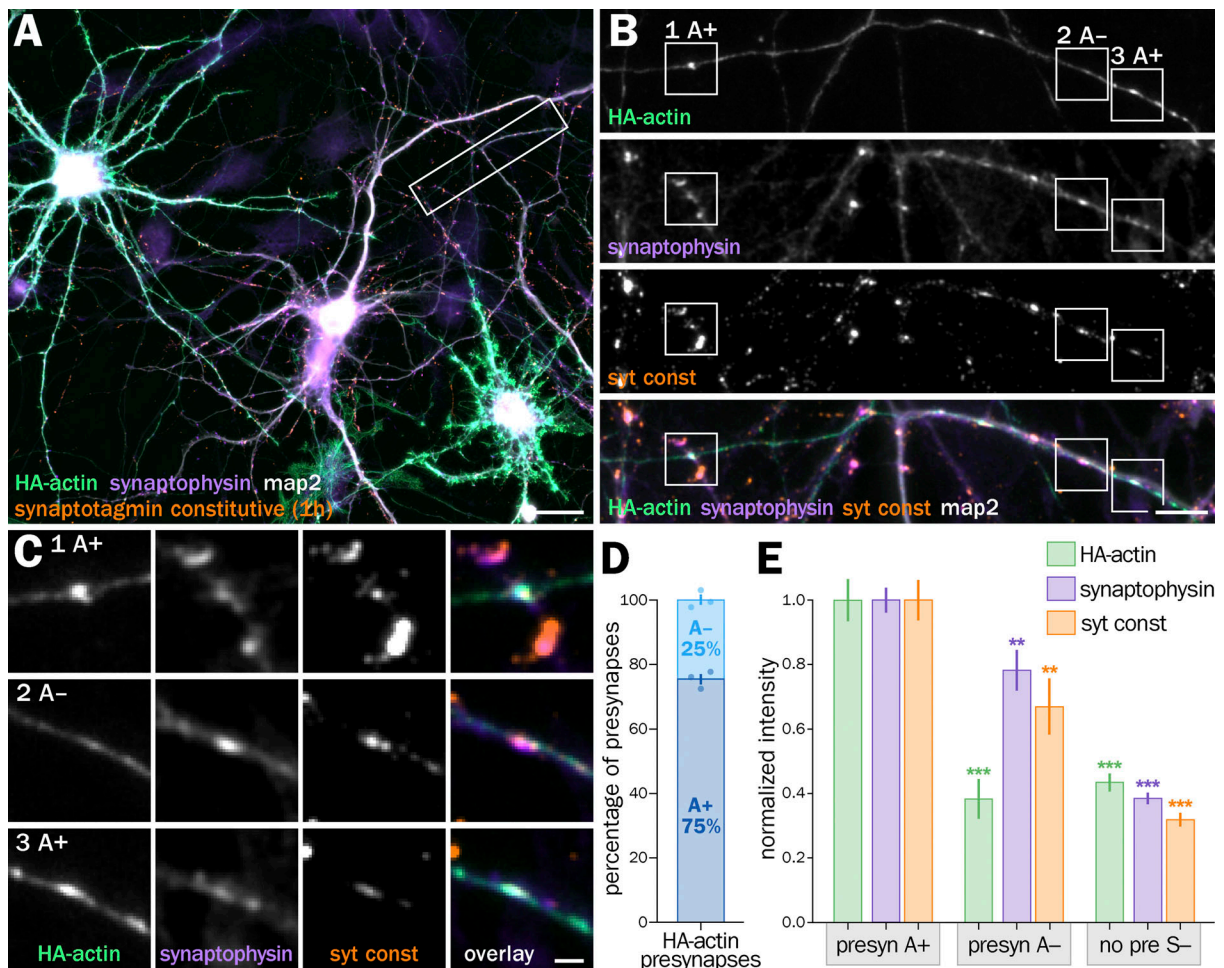 A
HA-actin synaptophysin map2
synaptotagmin constitutive (1h)
B
1 A+
2 A–
3 A+
HA-actin
synaptophysin
syt const
HA-actin synaptophysin syt const map2
C
1 A+
2 A–
3 A+
HA-actin
synaptophysin
syt const
overlay
D
percentage of presynapses
100
80
60
40
20
0
A–
25%
A+
75%
HA-actin
presynapses
E
HA-actin
synaptophysin
syt const
normalized intensity
1.0
0.8
0.6
0.4
0.2
0.0
***
**
**
***
***
***
presyn A+
presyn A–
no pre S–